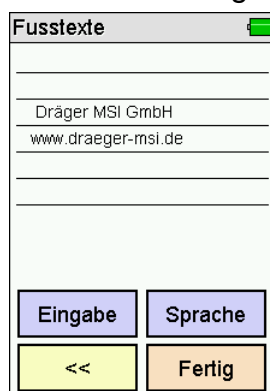 Fusstexte
Dräger MSI GmbH
www.draeger-msi.de
Eingabe Sprache
<< Fertig